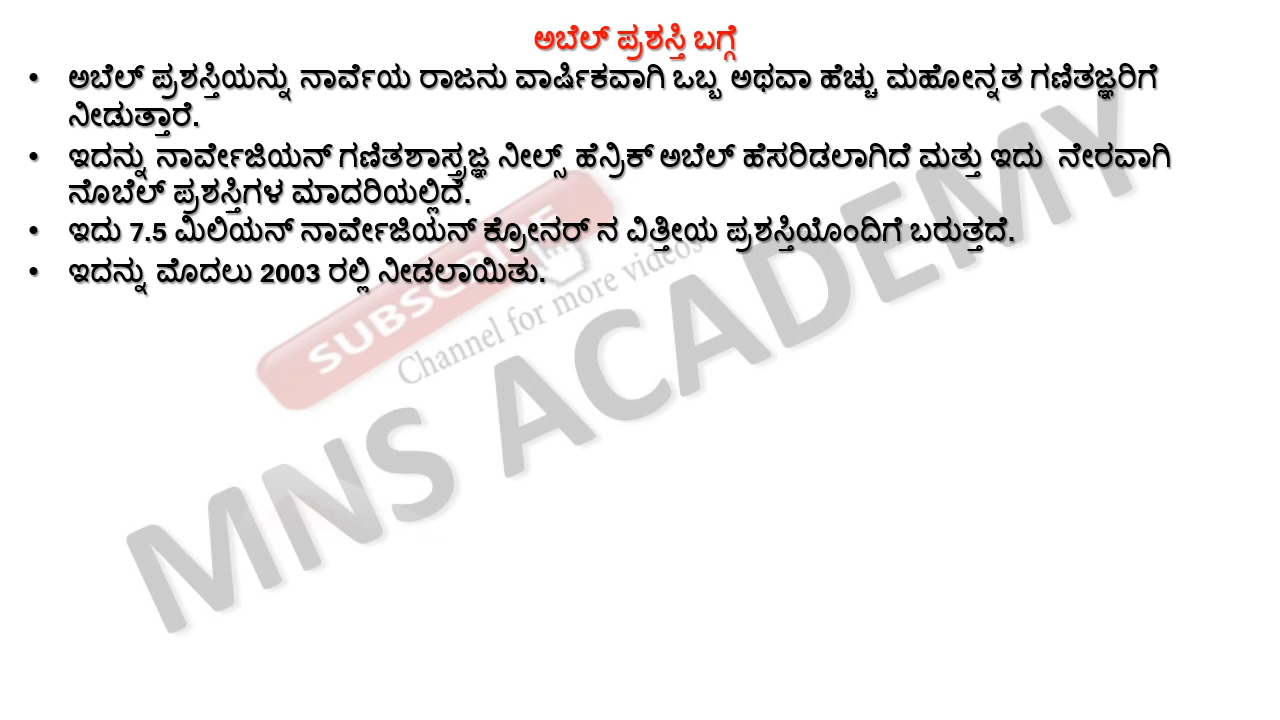 ಅಬೆಲ್ ಪ್ರಶಸ್ತಿ ಬಗ್ಗೆ
• ಅಬೆಲ್ ಪ್ರಶಸ್ತಿಯನ್ನು ನಾರ್ವೆಯ ರಾಜನು ವಾರ್ಷಿಕವಾಗಿ ಒಬ್ಬ ಅಥವಾ ಹೆಚ್ಚು ಮಹೋನ್ನತ ಗಣಿತಜ್ಞರಿಗೆ
ನೀಡುತ್ತಾರೆ.
• ಇದನ್ನು ನಾರ್ವೇಜಿಯನ್ ಗಣಿತಶಾಸ್ತ್ರಜ್ಞ ನೀಲ್ಸ್ ಹೆನ್ರಿಕ್ ಅಬೆಲ್ ಹೆಸರಿಡಲಾಗಿದೆ ಮತ್ತು ಇದು ನೇರವಾಗಿ
ನೊಬೆಲ್ ಪ್ರಶಸ್ತಿಗಳ ಮಾದರಿಯಲ್ಲಿದೆ.
• ಇದು 7.5 ಮಿಲಿಯನ್ ನಾರ್ವೇಜಿಯನ್ ಕ್ರೋನರ್ ನ ವಿತ್ತೀಯ ಪ್ರಶಸ್ತಿಯೊಂದಿಗೆ ಬರುತ್ತದೆ.
• ಇದನ್ನು ಮೊದಲು 2003 ರಲ್ಲಿ ನೀಡಲಾಯಿತು.
SUBSCRIBE
Channel for more videos
MNS ACADEMY